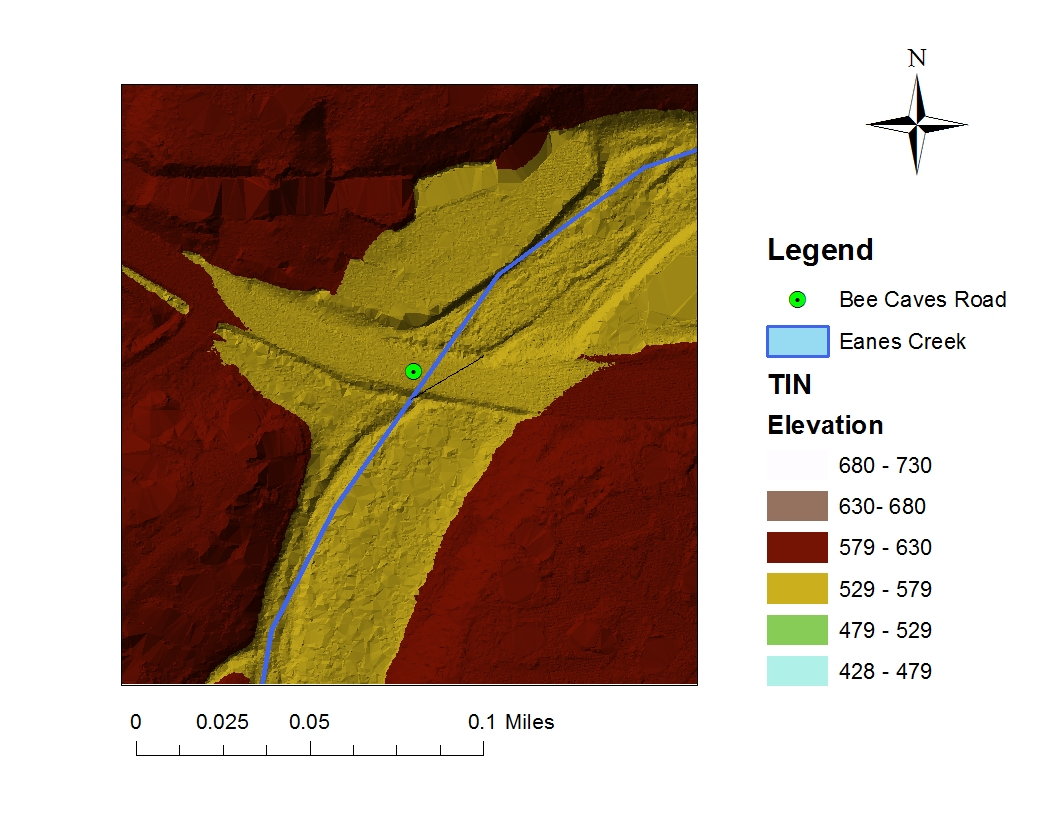 N
Legend
Bee Caves Road
Eanes Creek
TIN
Elevation
680 - 730
630- 680
579 - 630
529 - 579
479 - 529
428 - 479
0 0.025 0.05 0.1 Miles